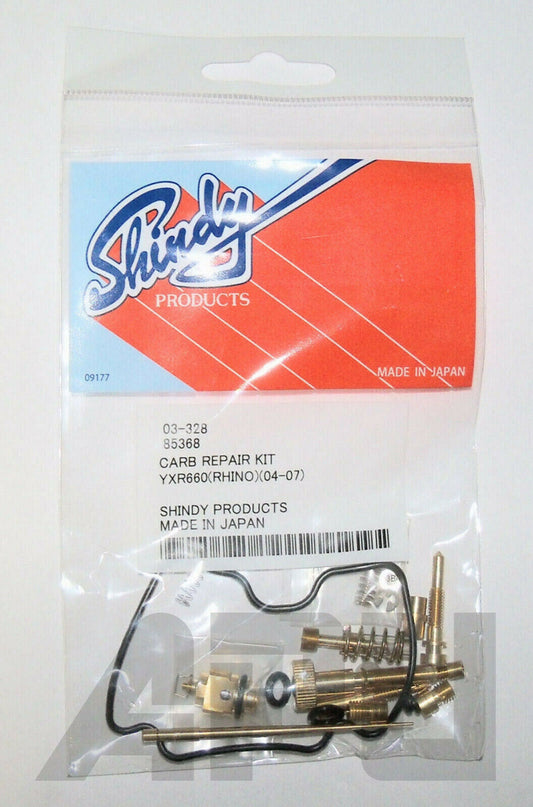 Shindy
PRODUCTS
09177
MADE IN JAPAN
03-328
85368
CARB REPAIR KIT
YXR660(RHINO)(04-07)
SHINDY PRODUCTS
MADE IN JAPAN